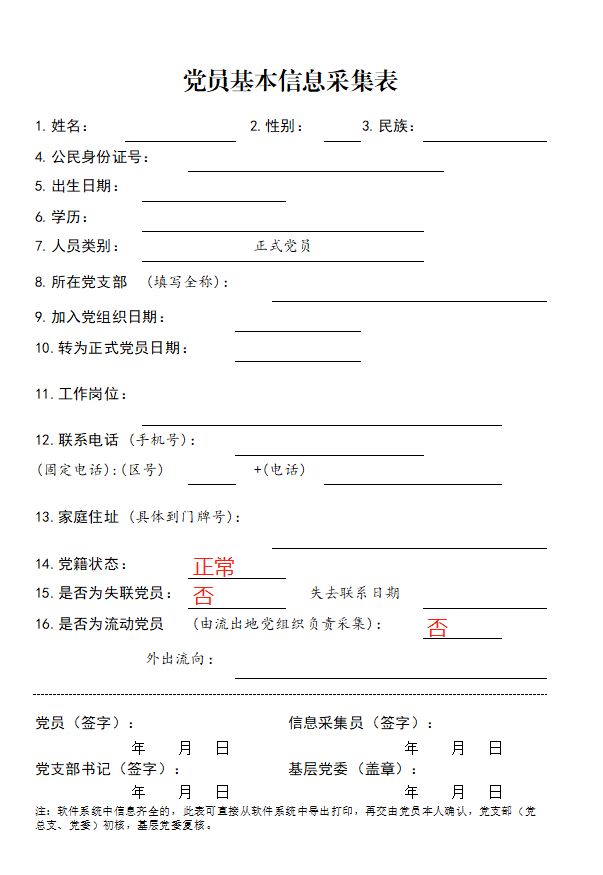 党员基本信息采集表
1. 姓名： 2. 性别： 3. 民族：
4. 公民身份证号：
5. 出生日期：
6. 学历：
7. 人员类别： 正式党员
8. 所在党支部 （填写全称）：
9. 加入党组织日期：
10. 转为正式党员日期：
11. 工作岗位：
12. 联系电话（手机号）：
(固定电话):(区号) +(电话)
13. 家庭住址（具体到门牌号）：
14. 党籍状态： 正常
15. 是否为失联党员： 否 失去联系日期
16. 是否为流动党员 （由流出地党组织负责采集）： 否
外出流向：
党员（签字）： 信息采集员（签字）：
年 月 日 年 月 日
党支部书记（签字）： 基层党委（盖章）：
年 月 日 年 月 日
注：软件系统中信息齐全的，此表可直接从软件系统中导出打印，再交由党员本人确认，党支部（党
总支、党委）初核，基层党委复核。